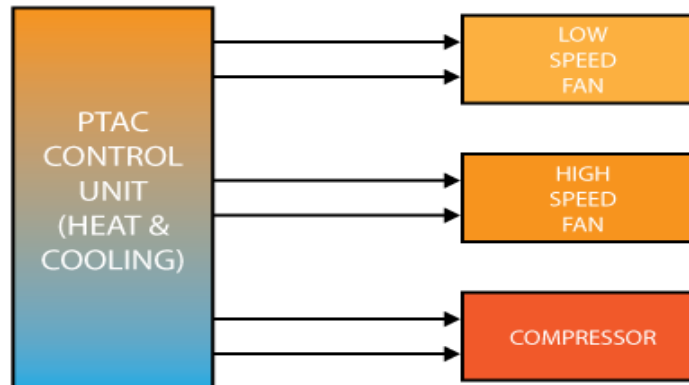 PTAC
CONTROL
UNIT
(HEAT &
COOLING)
LOW
SPEED
FAN
HIGH
SPEED
FAN
COMPRESSOR